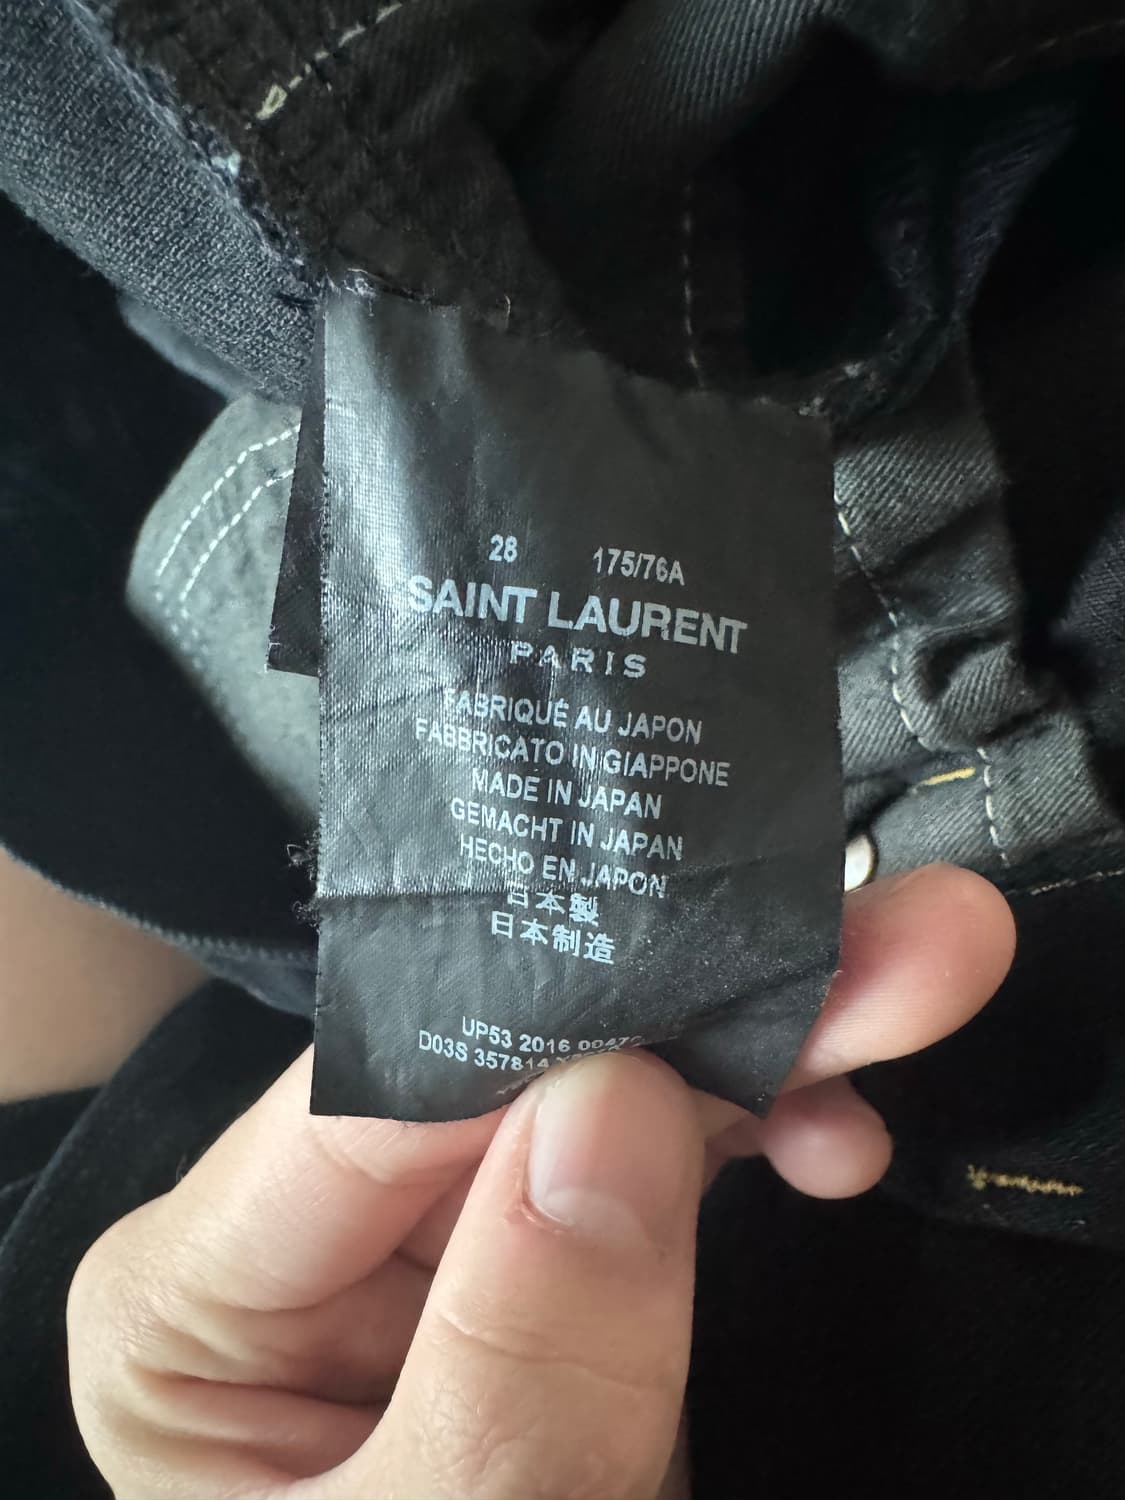 28 175/76A
SAINT LAURENT
PARIS
FABRIQUÉ AU JAPON
FABBRICATO IN GIAPPONE
MADE IN JAPAN
GEMACHT IN JAPAN
HECHO EN JAPON
日本製
日本制造
UP53 2016
D03S 357814